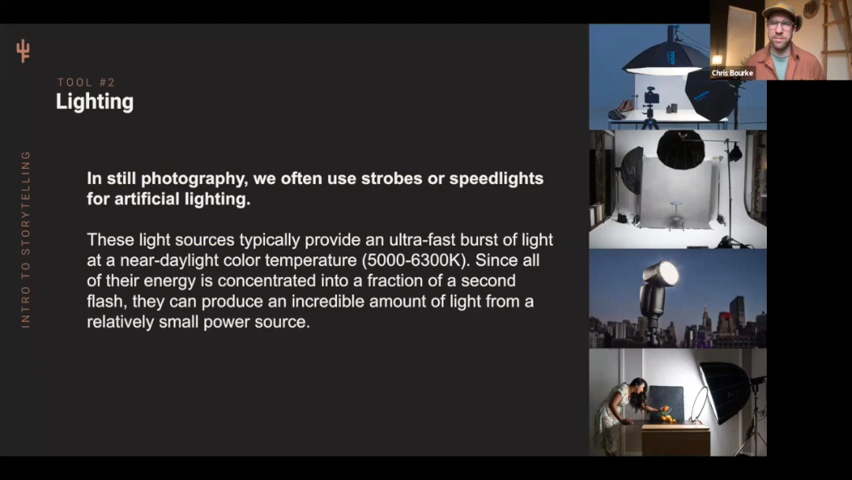 TOOL #2
Lighting
INTRO TO STORYTELLING
In still photography, we often use strobes or speedlights
for artificial lighting.
These light sources typically provide an ultra-fast burst of light
at a near-daylight color temperature (5000-6300K). Since all
of their energy is concentrated into a fraction of a second
flash, they can produce an incredible amount of light from a
relatively small power source.
Chris Bourke